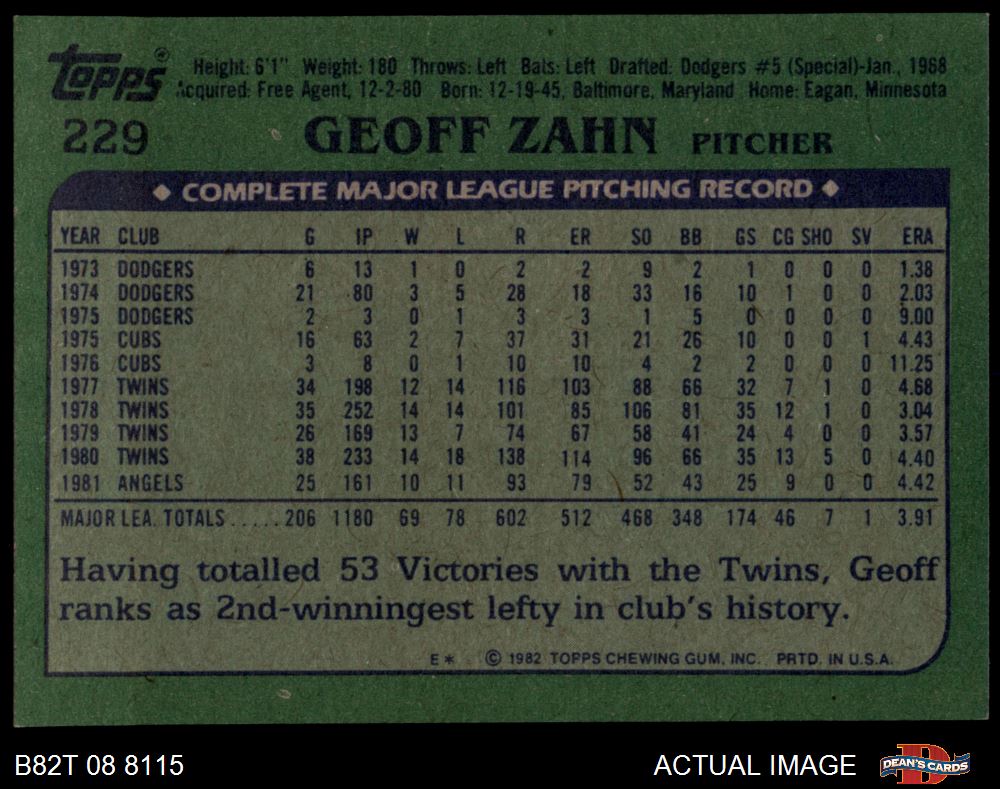 Topps
Height: 6'1" Weight: 180 Throws: Left Bats: Left Drafted: Dodgers #5 (Special)-Jan., 1968
Acquired: Free Agent, 12-2-80 Born: 12-19-45, Baltimore, Maryland Home: Eagan, Minnesota
229 GEOFF ZAHN PITCHER
◆ COMPLETE MAJOR LEAGUE PITCHING RECORD ◆
YEAR CLUB G IP W L R ER SO BB GS CG SHO SV ERA
1973 DODGERS 6 13 1 0 2 2 9 2 1 0 0 0 1.38
1974 DODGERS 21 80 3 5 28 18 33 16 10 1 0 0 2.03
1975 DODGERS 2 3 0 1 3 3 1 5 0 0 0 0 9.00
1975 CUBS 16 63 2 7 37 31 21 26 10 0 0 1 4.43
1976 CUBS 3 8 0 1 10 10 4 2 2 0 0 0 11.25
1977 TWINS 34 198 12 14 116 103 88 66 32 7 1 0 4.68
1978 TWINS 35 252 14 14 101 85 106 81 35 12 1 0 3.04
1979 TWINS 26 169 13 7 74 67 58 41 24 4 0 0 3.57
1980 TWINS 38 233 14 18 138 114 96 66 35 13 5 0 4.40
1981 ANGELS 25 161 10 11 93 79 52 43 25 9 0 0 4.42
MAJOR LEA. TOTALS.....206 1180 69 78 602 512 468 348 174 46 7 1 3.91
Having totalled 53 Victories with the Twins, Geoff
ranks as 2nd-winningest lefty in club's history.
E* © 1982 TOPPS CHEWING GUM, INC. PRTD. IN U.S.A.
B82T 08 8115 ACTUAL IMAGE DEAN'S CARDS